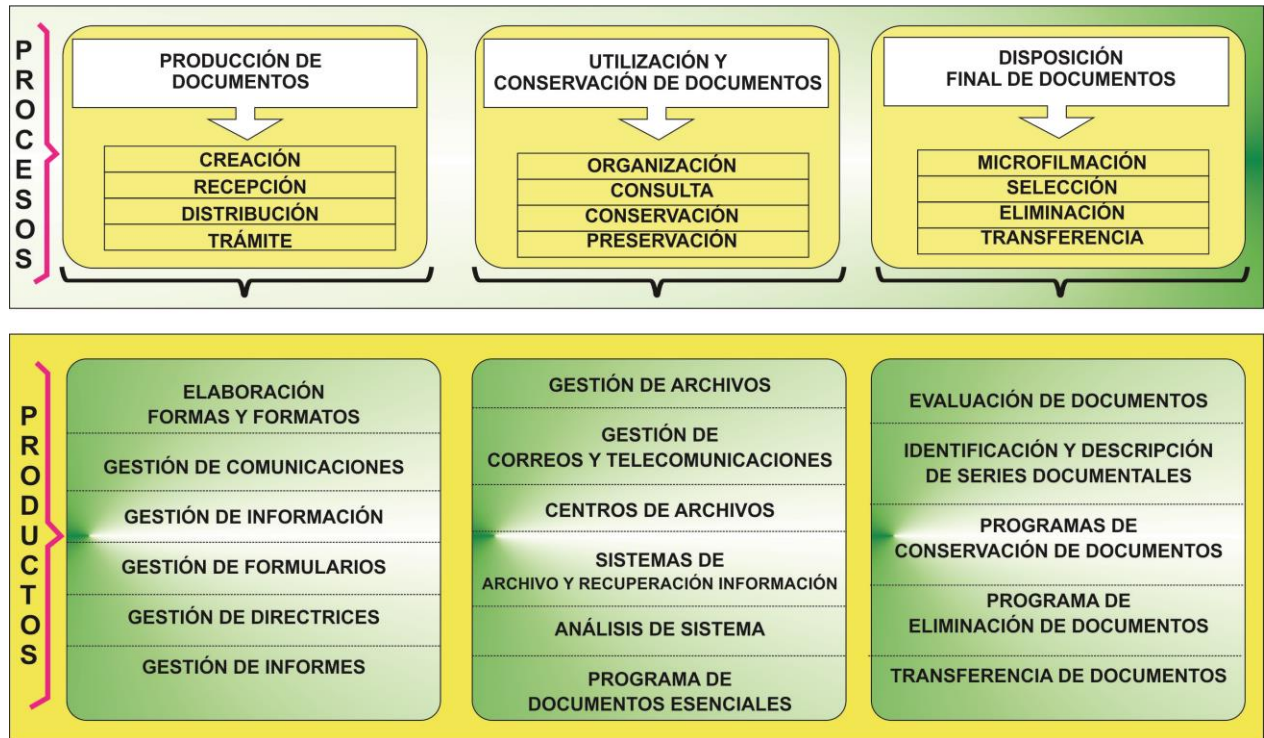 PROCESOS
PRODUCCIÓN DE
DOCUMENTOS
CREACIÓN
RECEPCIÓN
DISTRIBUCIÓN
TRÁMITE
UTILIZACIÓN Y
CONSERVACIÓN DE DOCUMENTOS
ORGANIZACIÓN
CONSULTA
CONSERVACIÓN
PRESERVACIÓN
DISPOSICIÓN
FINAL DE DOCUMENTOS
MICROFILMACIÓN
SELECCIÓN
ELIMINACIÓN
TRANSFERENCIA
PRODUCTOS
ELABORACIÓN
FORMAS Y FORMATOS
GESTIÓN DE COMUNICACIONES
GESTIÓN DE INFORMACIÓN
GESTIÓN DE FORMULARIOS
GESTIÓN DE DIRECTRICES
GESTIÓN DE INFORMES
GESTIÓN DE ARCHIVOS
GESTIÓN DE
CORREOS Y TELECOMUNICACIONES
CENTROS DE ARCHIVOS
SISTEMAS DE
ARCHIVO Y RECUPERACIÓN INFORMACIÓN
ANÁLISIS DE SISTEMA
PROGRAMA DE
DOCUMENTOS ESENCIALES
EVALUACIÓN DE DOCUMENTOS
IDENTIFICACIÓN Y DESCRIPCIÓN
DE SERIES DOCUMENTALES
PROGRAMAS DE
CONSERVACIÓN DE DOCUMENTOS
PROGRAMA DE
ELIMINACIÓN DE DOCUMENTOS
TRANSFERENCIA DE DOCUMENTOS